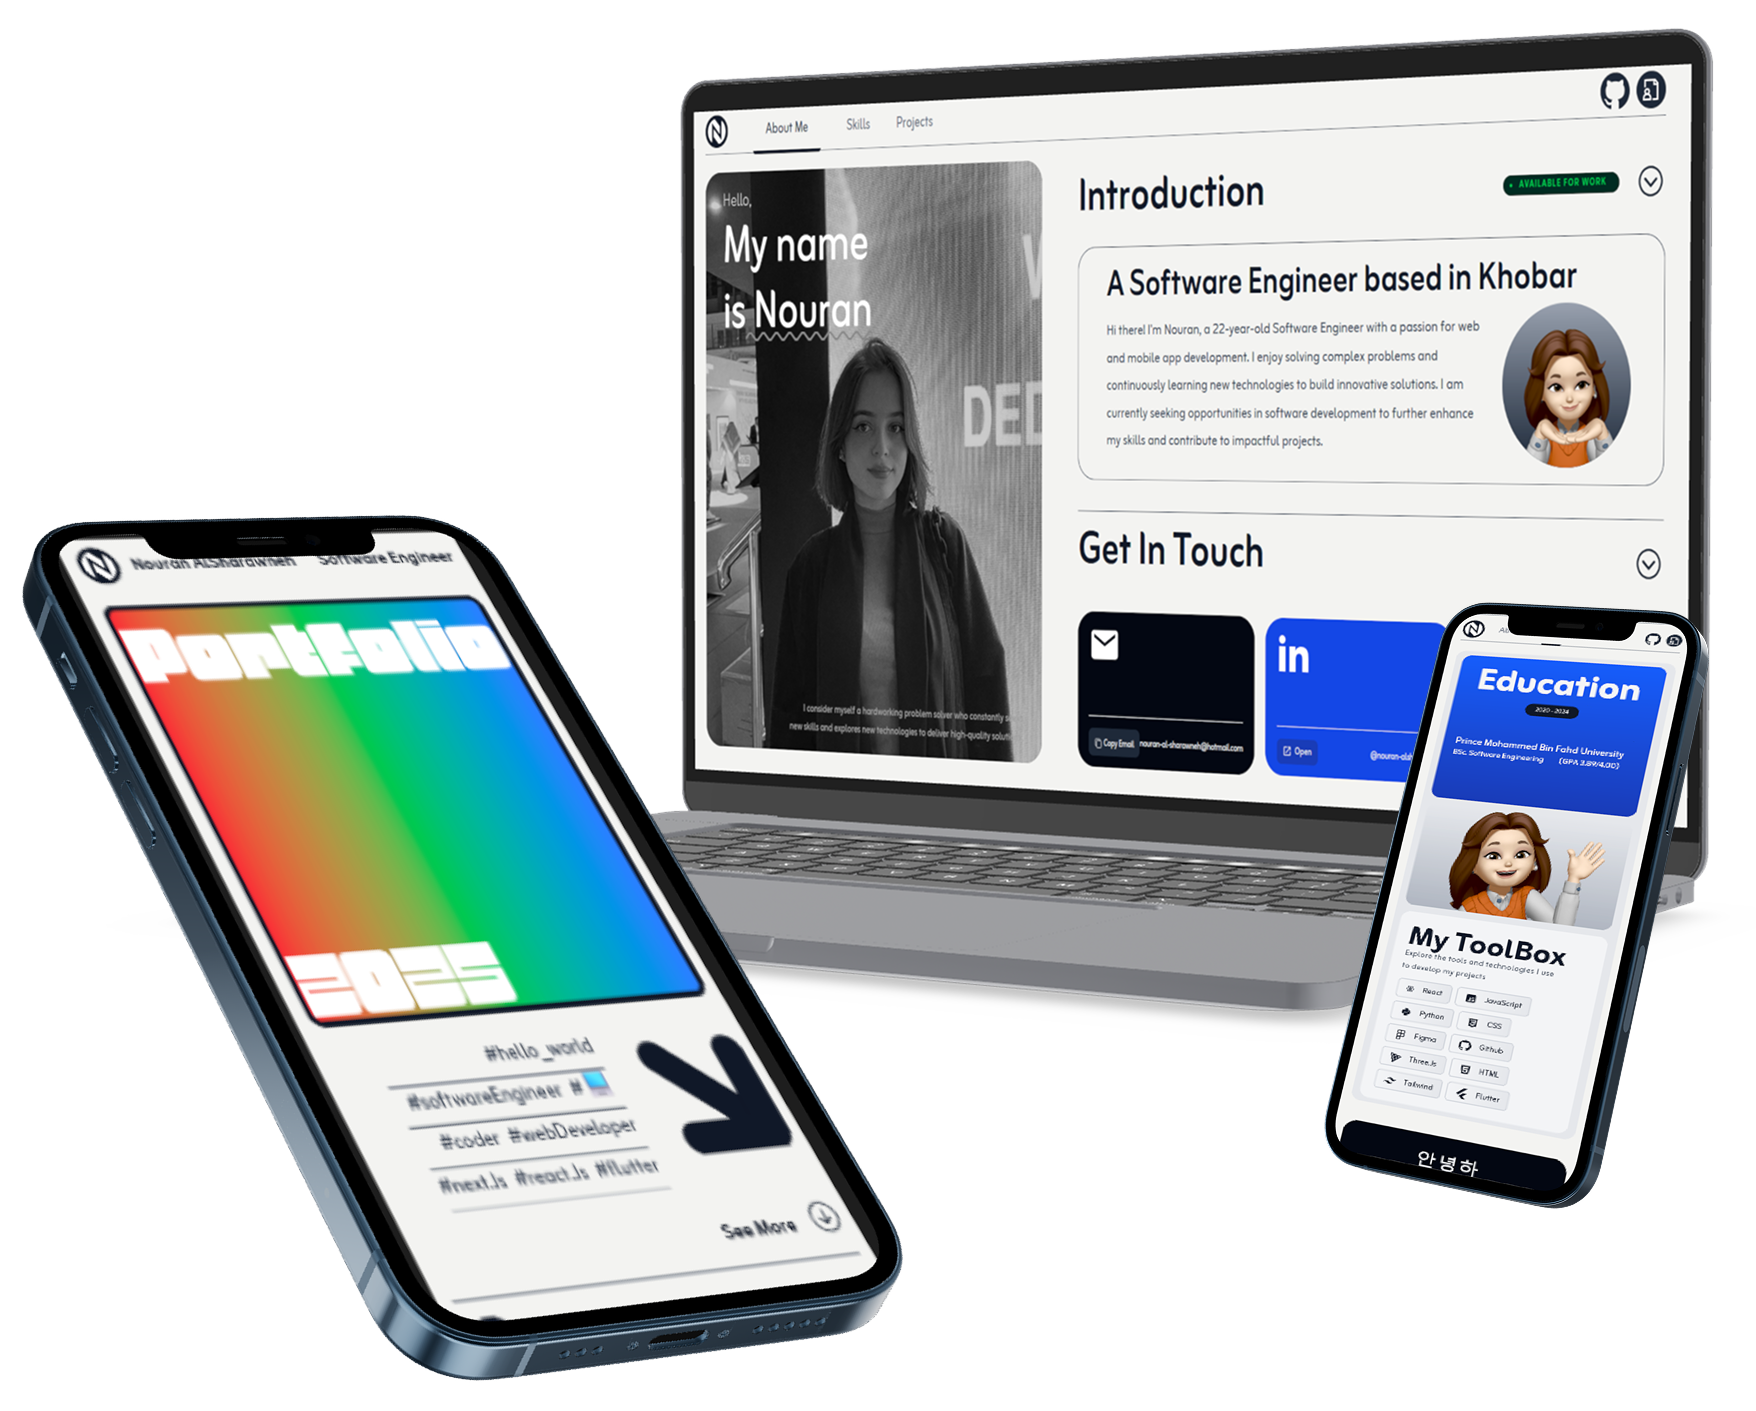 About Me
Skills
Projects
Hello,
My name
is Nouran
DED
I consider myself a hardworking problem solver who constantly
new skills and explores new technologies to deliver high-quality
Introduction
AVAILABLE FOR WORK
A Software Engineer based in Khobar
Hi there! I'm Nouran, a 22-year-old Software Engineer with a passion for web
and mobile app development. I enjoy solving complex problems and
continuously learning new technologies to build innovative solutions. I am
currently seeking opportunities in software development to further enhance
my skills and contribute to impactful projects.
Get In Touch
Copy Email
nouran-al-sharawneh@hotmail.com
in
Open
Nouran AlSharawneh
Software Engineer
Portfolio
2025
#hello_world
#softwareEngineer #
#coder #webDeveloper
#next.Js #react.Js #flutter
See More
Education
2020 - 2024
Prince Mohammed Bin Fahd University
BSc. Software Engineering
(GPA 3.89/4.00)
My ToolBox
Explore the tools and technologies I use
to develop my projects
React
JavaScript
Python
CSS
Figma
Github
ThreeJs
HTML
Tailwind
Flutter
안녕하